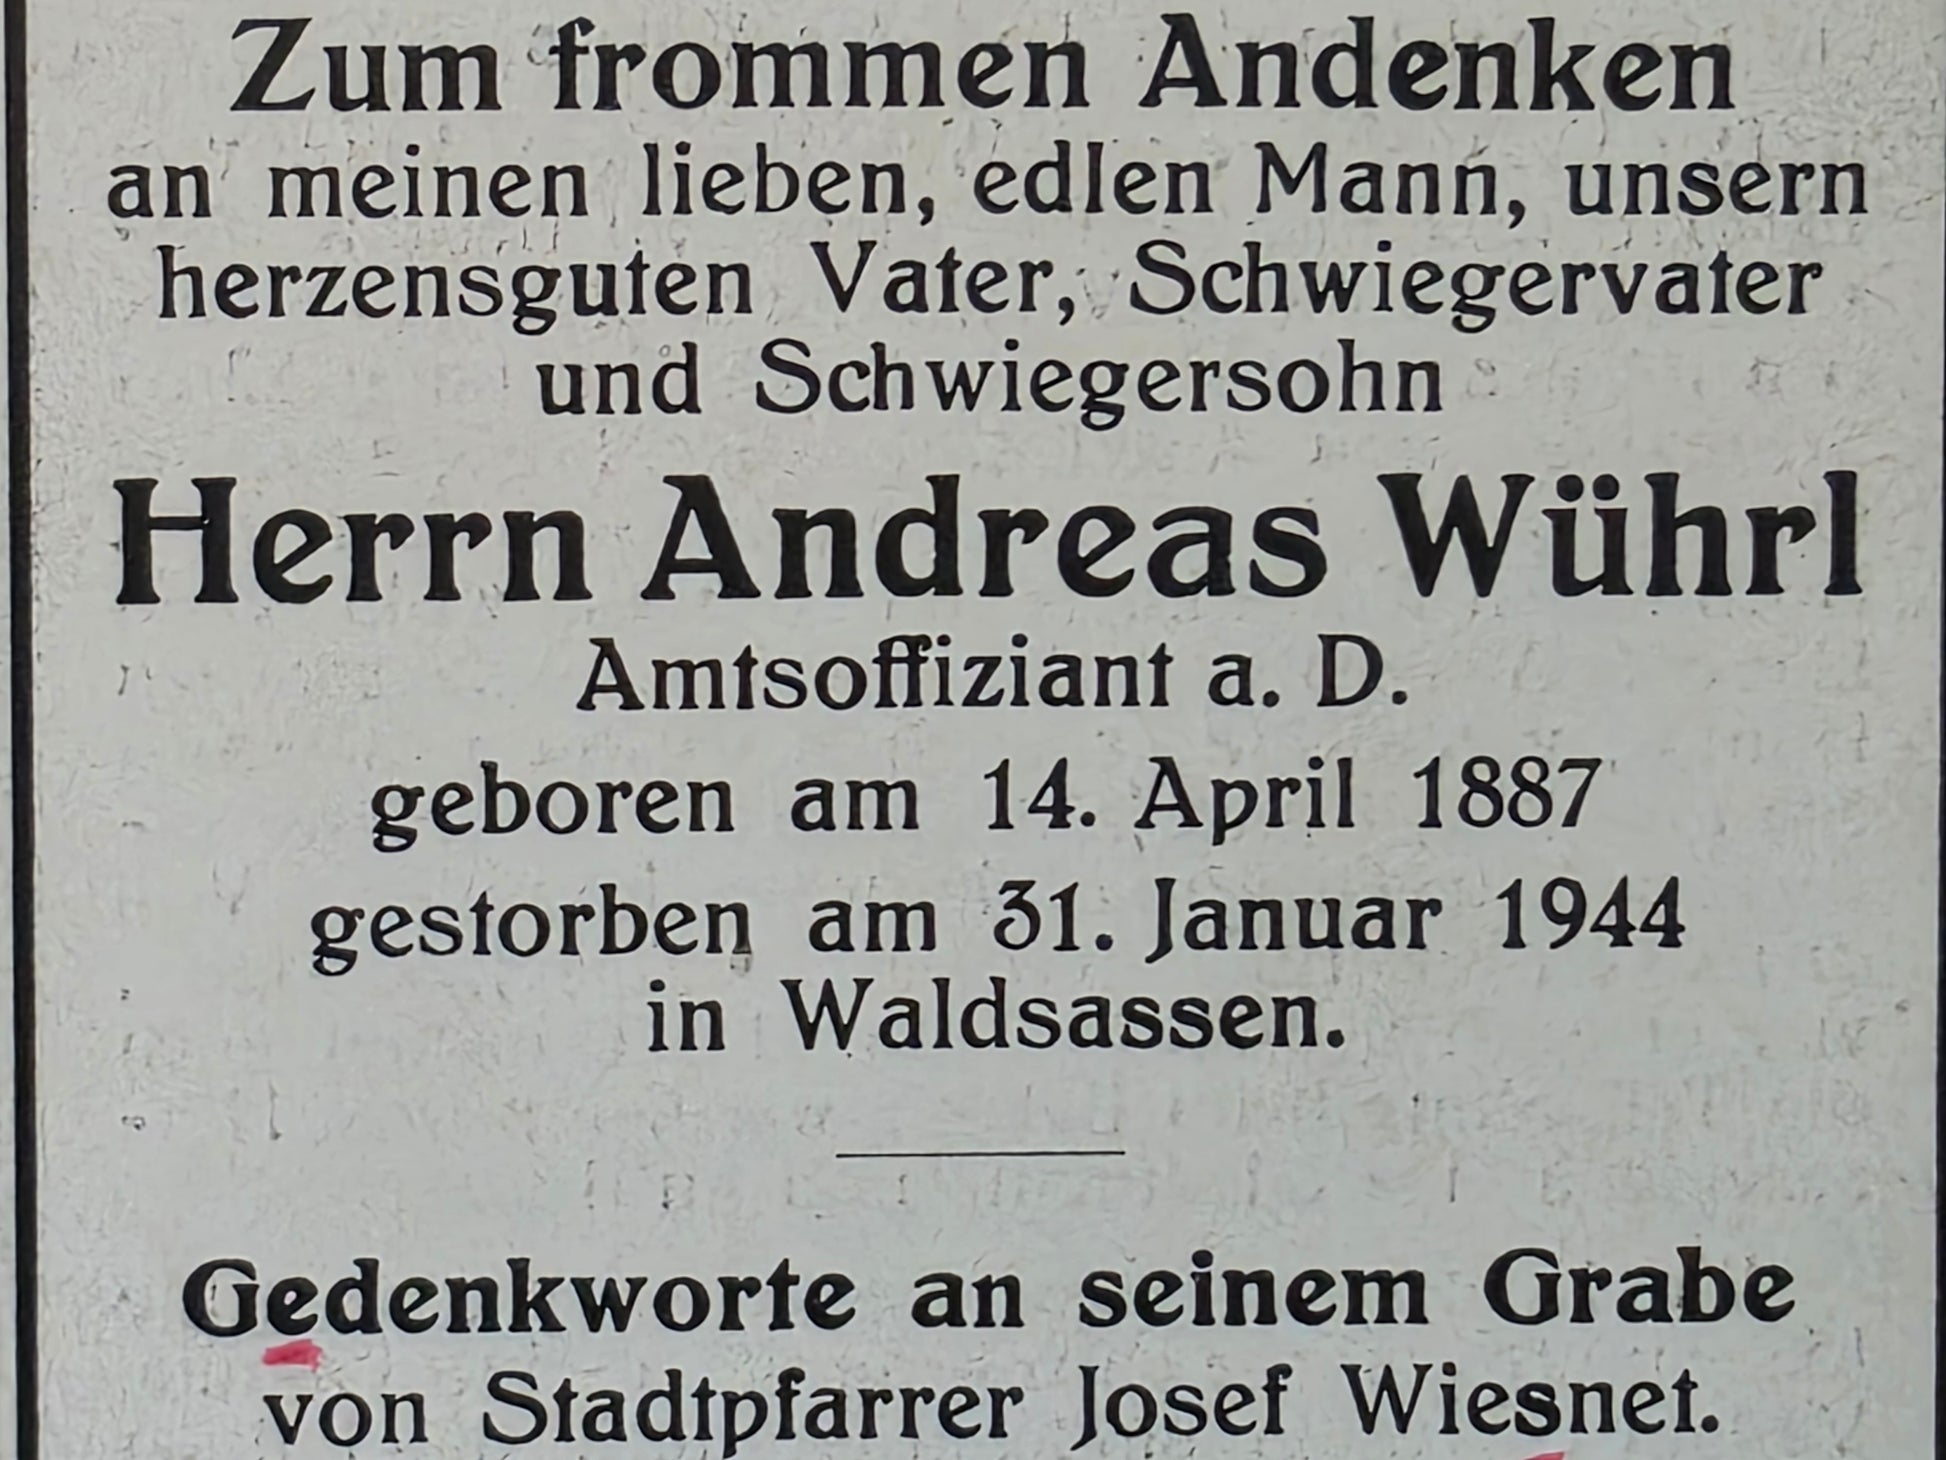 Zum frommen Andenken
an meinen lieben, edlen Mann, unsern
herzensguten Vater, Schwiegervater
und Schwiegersohn
Herrn Andreas Wührl
Amtsoffiziant a. D.
geboren am 14. April 1887
gestorben am 31. Januar 1944
in Waldsassen.
Gedenkworte an seinem Grabe
von Stadtpfarrer Josef Wiesnet.